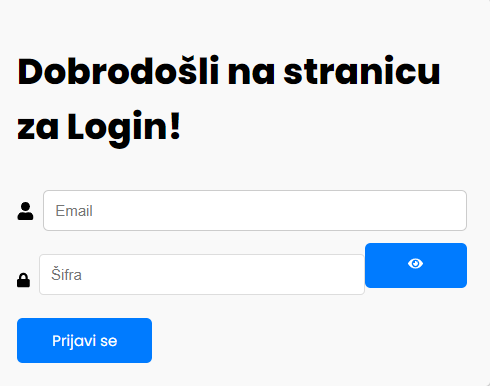 Dobrodošli na stranicu
za Login!
Email
Šifra
Prijavi se